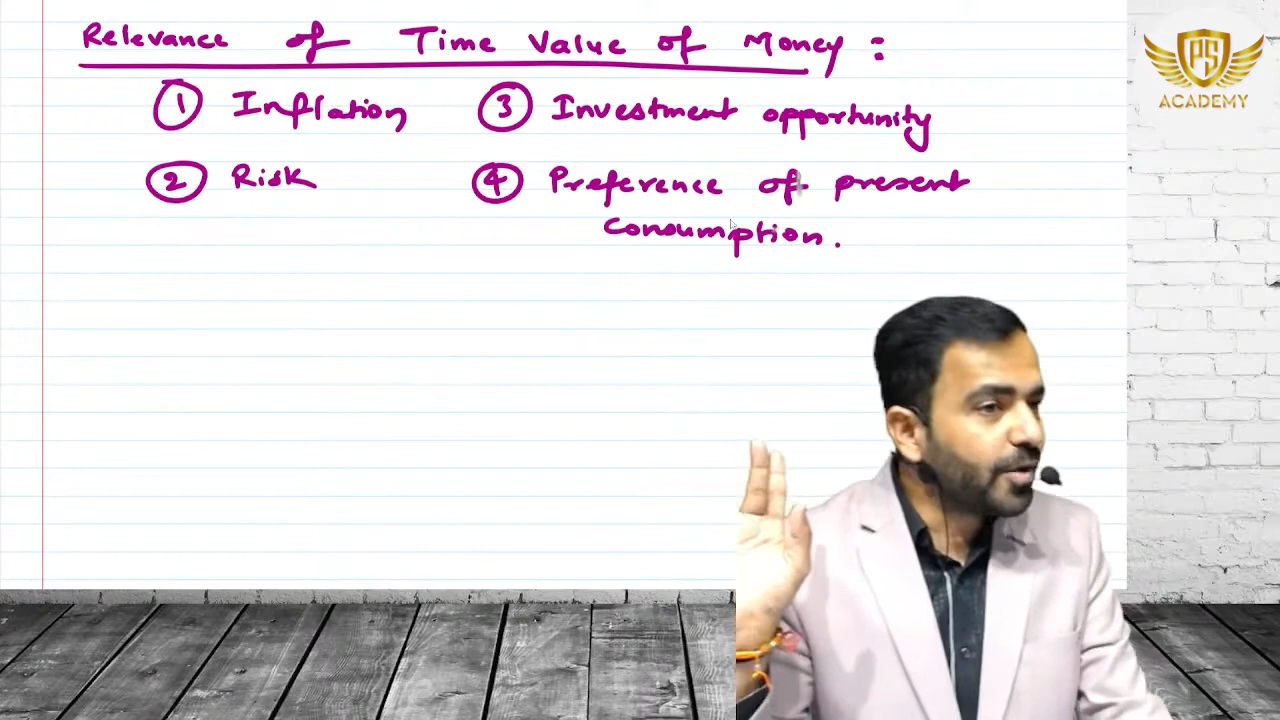 Relevance of Time Value of Money :
① Inflation ③ Investment opportunity
② Risk ④ Preference of present
Consumption.
PS
ACADEMY